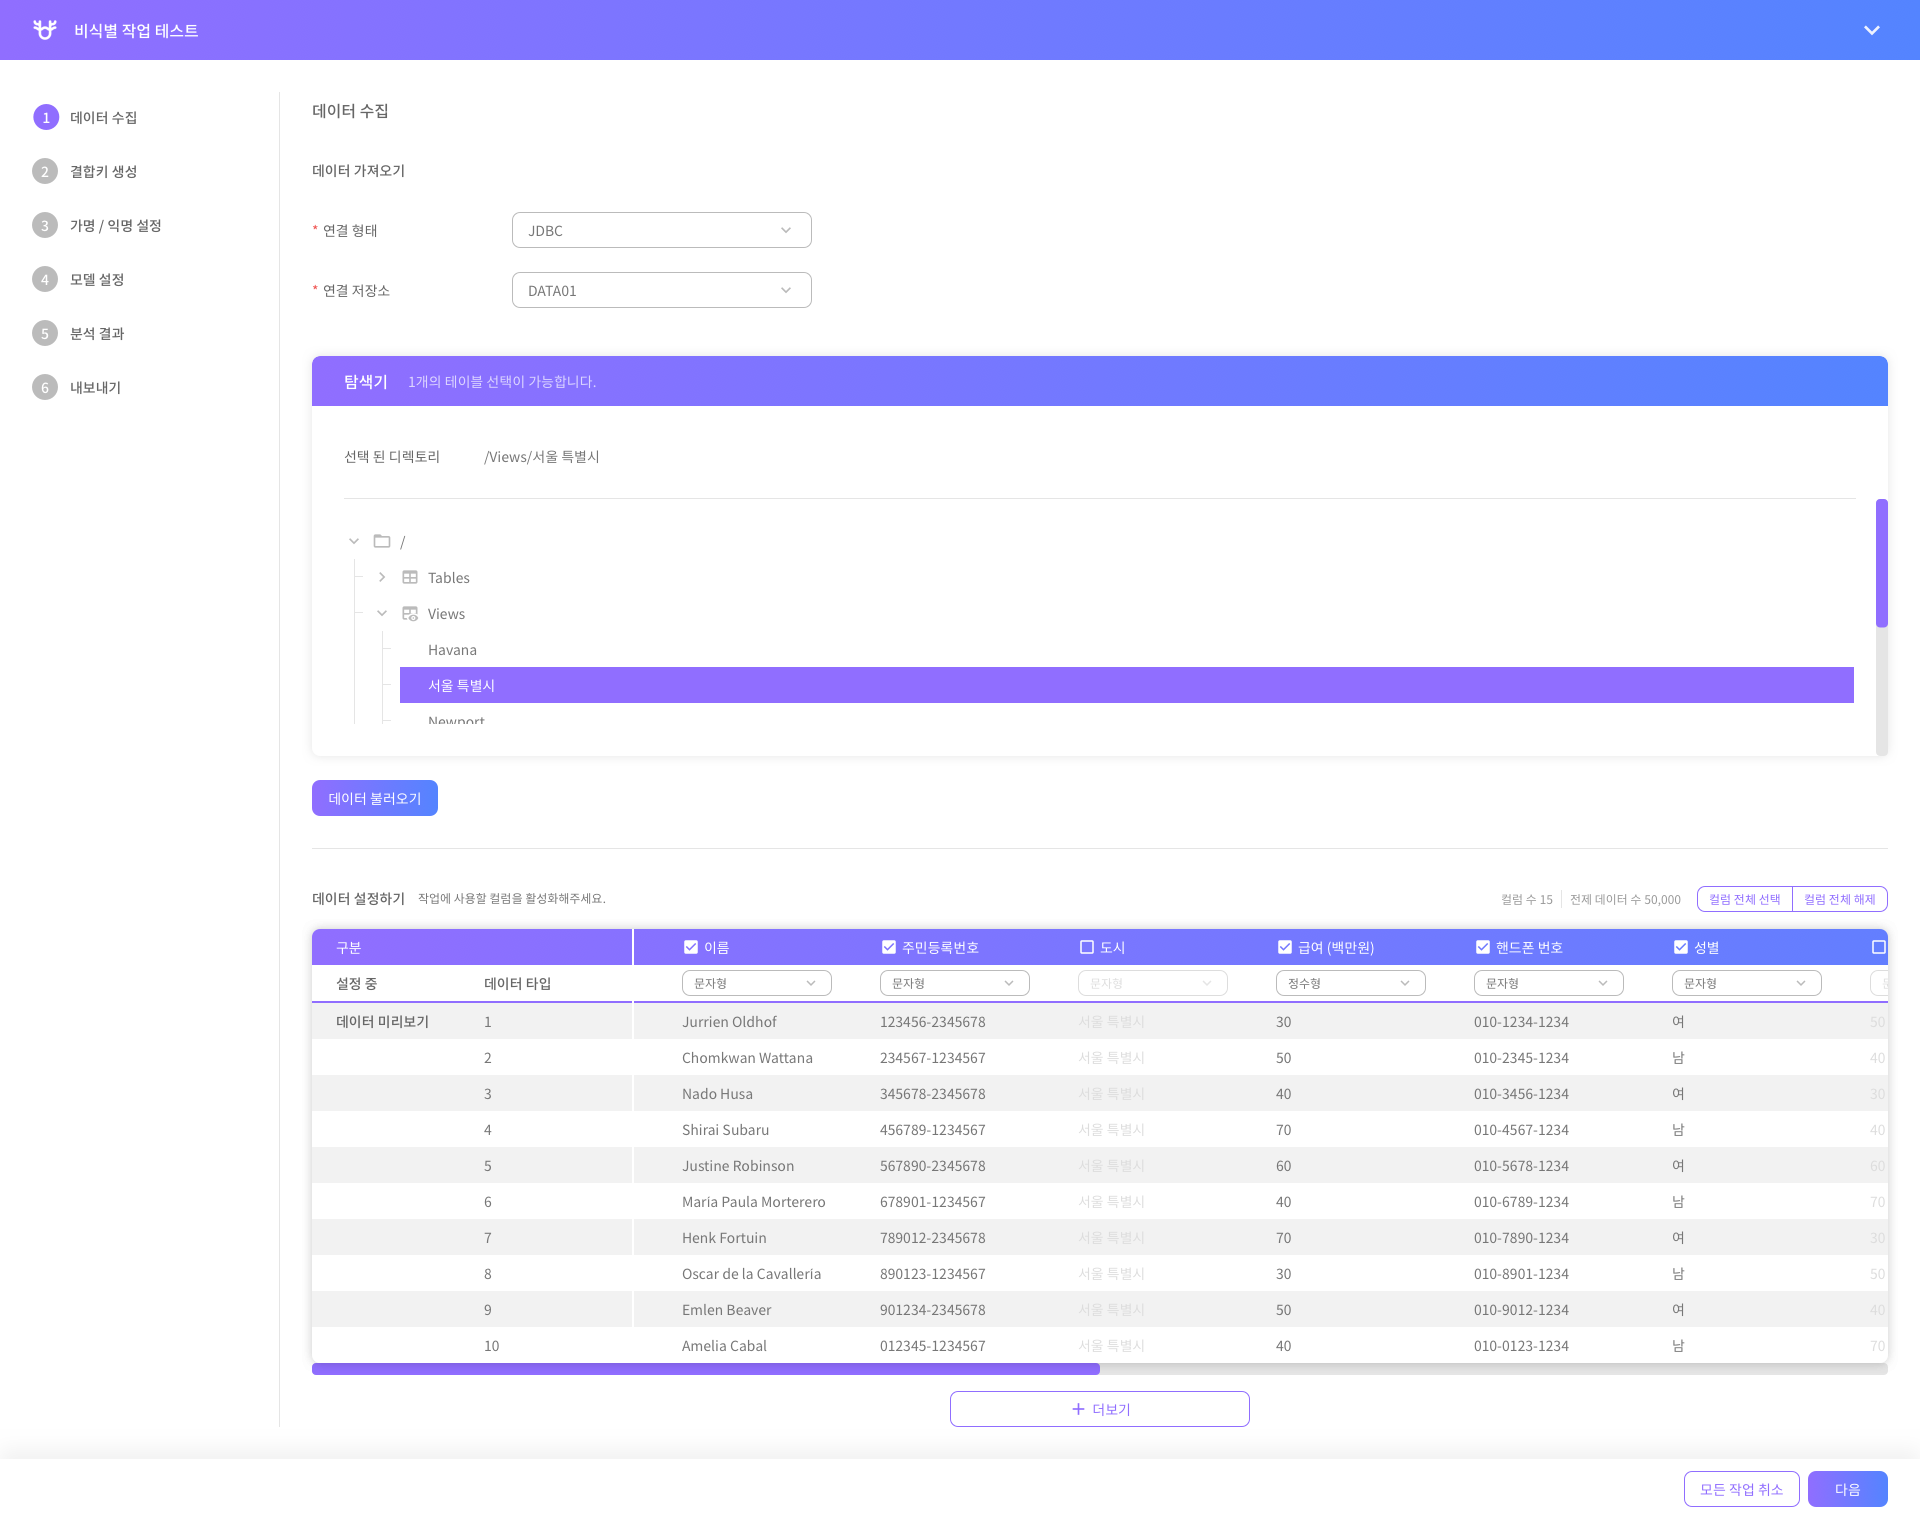 비식별 작업 테스트
1 데이터 수집
2 결합키 생성
3 가명 / 익명 설정
4 모델 설정
5 분석 결과
6 내보내기
데이터 수집
데이터 가져오기
* 연결 형태 JDBC
* 연결 저장소 DATA01
탐색기 1개의 테이블 선택이 가능합니다.
선택 된 디렉토리 /Views/서울 특별시
/
Tables
Views
Havana
서울 특별시
Newport
데이터 불러오기
데이터 설정하기 작업에 사용할 컬럼을 활성화해주세요. 컬럼 수 15 전제 데이터 수 50,000 컬럼 전체 선택 컬럼 전체 해제
구분 이름 주민등록번호 도시 급여 (백만원) 핸드폰 번호 성별
설정 중 데이터 타입 문자형 문자형 문자형 정수형 문자형 문자형
데이터 미리보기 1 Jurrien Oldhof 123456-2345678 서울 특별시 30 010-1234-1234 여 50
2 Chomkwan Wattana 234567-1234567 서울 특별시 50 010-2345-1234 남 40
3 Nado Husa 345678-2345678 서울 특별시 40 010-3456-1234 여 30
4 Shirai Subaru 456789-1234567 서울 특별시 70 010-4567-1234 남 40
5 Justine Robinson 567890-2345678 서울 특별시 60 010-5678-1234 여 60
6 Maria Paula Morterero 678901-1234567 서울 특별시 40 010-6789-1234 남 70
7 Henk Fortuin 789012-2345678 서울 특별시 70 010-7890-1234 여 30
8 Oscar de la Cavalleria 890123-1234567 서울 특별시 30 010-8901-1234 남 50
9 Emlen Beaver 901234-2345678 서울 특별시 50 010-9012-1234 여 40
10 Amelia Cabal 012345-1234567 서울 특별시 40 010-0123-1234 남 70
더보기
모든 작업 취소 다음